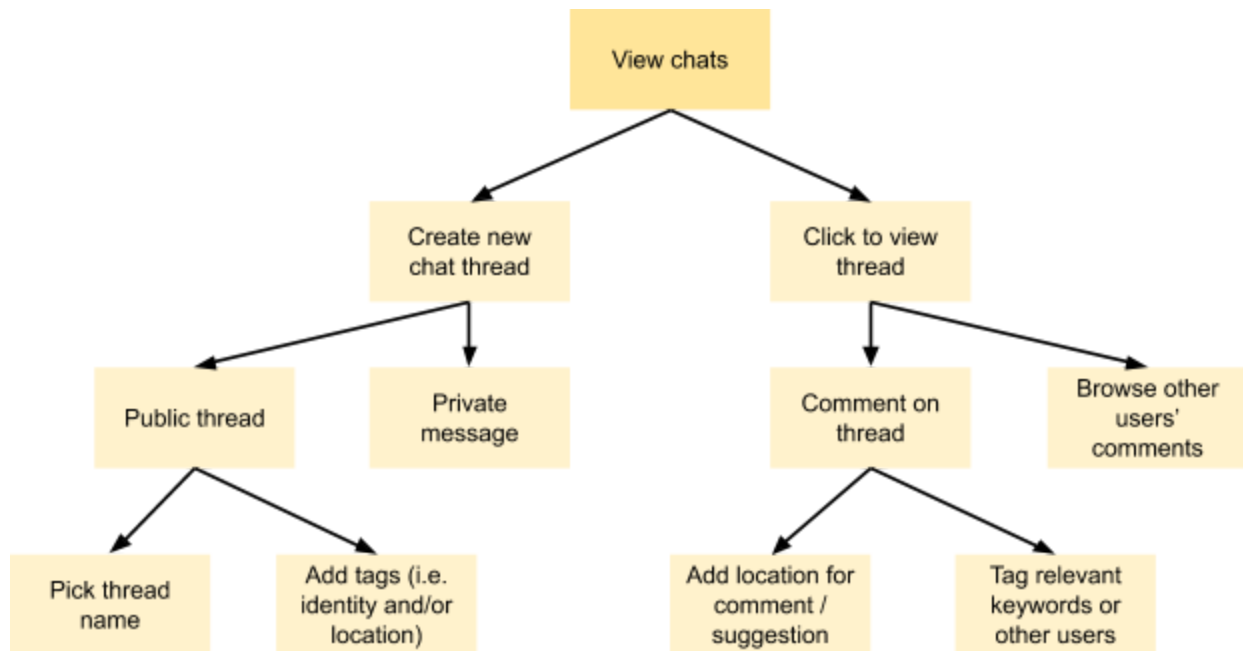 View chats
Create new
chat thread
Click to view
thread
Public thread
Private
message
Comment on
thread
Browse other
users’
comments
Pick thread
name
Add tags (i.e.
identity and/or
location)
Add location for
comment /
suggestion
Tag relevant
keywords or
other users